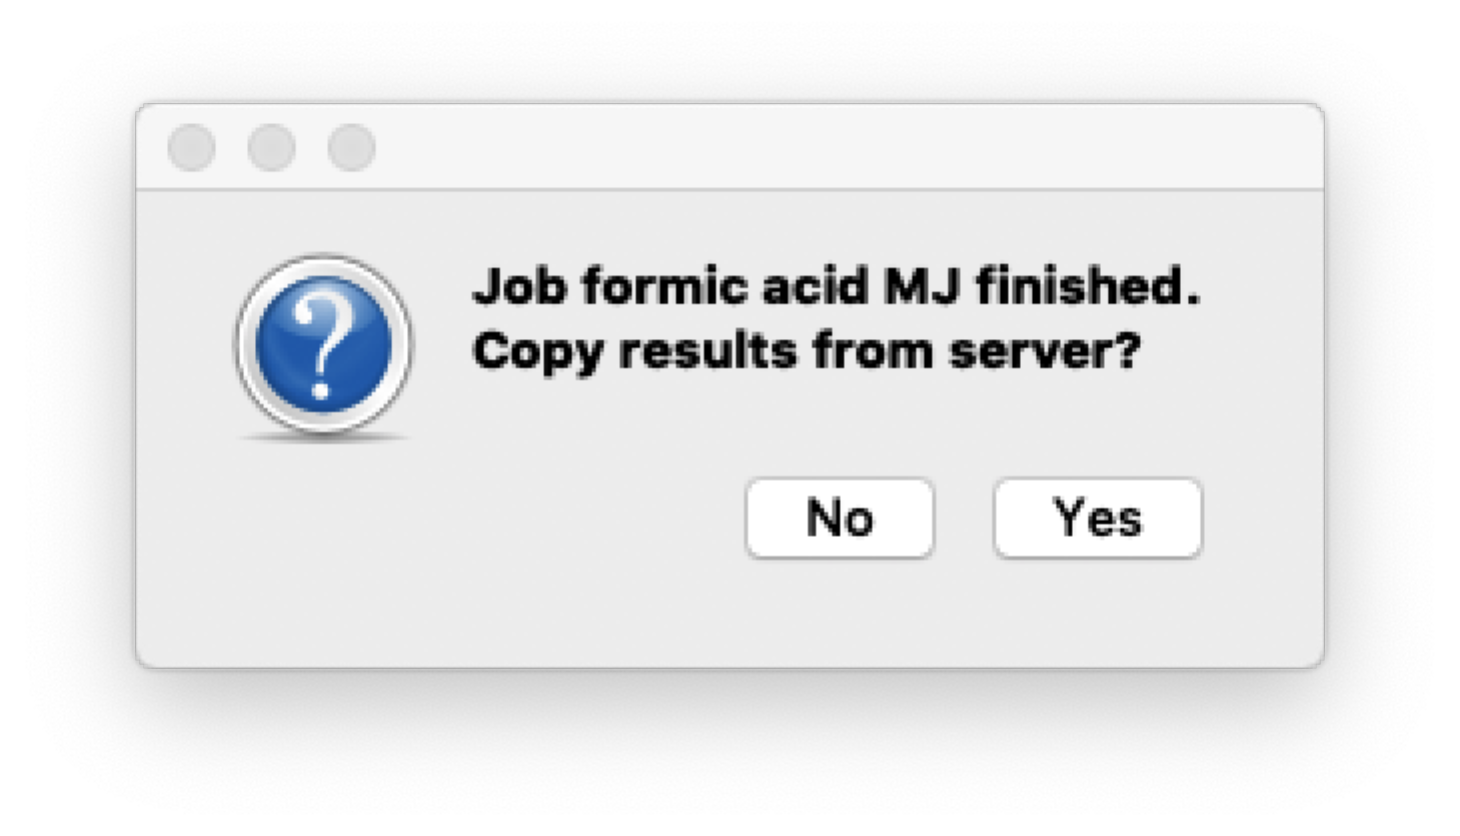 Job formic acid MJ finished.
Copy results from server?
No
Yes